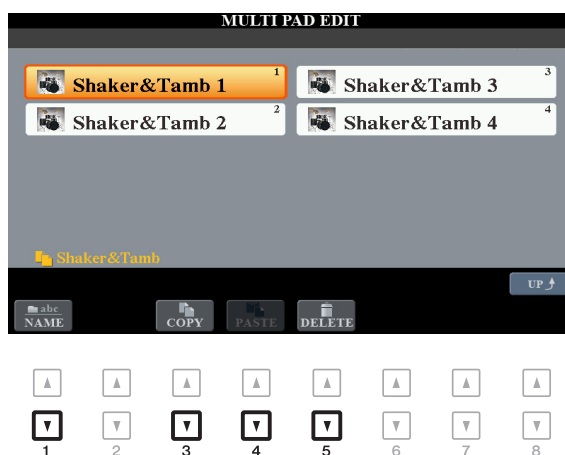 MULTI PAD EDIT
Shaker&Tamb 1
1
Shaker&Tamb 3
3
Shaker&Tamb 2
2
Shaker&Tamb 4
4
Shaker&Tamb
UP
abc
NAME
COPY
PASTE
DELETE
1 2 3 4 5 6 7 8